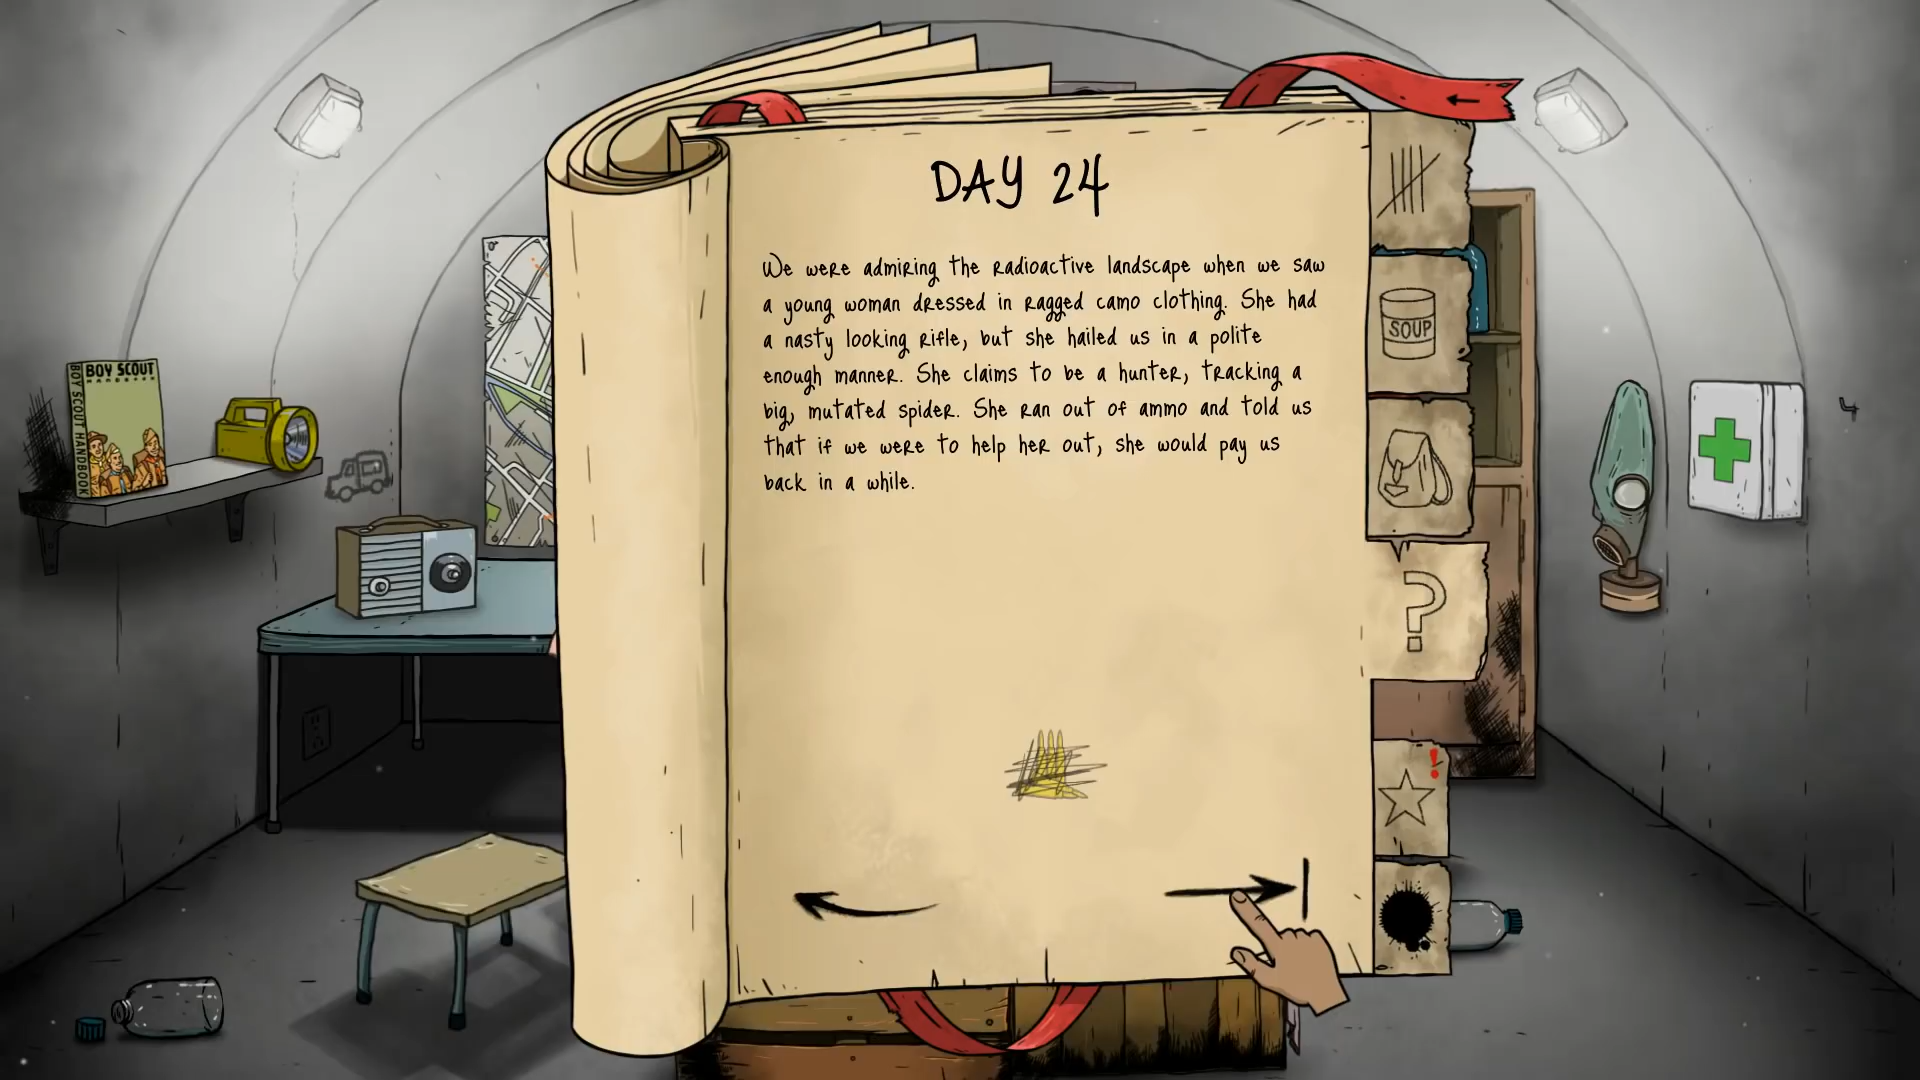 DAY 24
We were admiring the radioactive landscape when we saw
a young woman dressed in ragged camo clothing. She had
a nasty looking rifle, but she hailed us in a polite
enough manner. She claims to be a hunter, tracking a
big, mutated spider. She ran out of ammo and told us
that if we were to help her out, she would pay us
back in a while.
BOY SCOUT
HANDBOOK
BOY SCOUT HANDBOOK
SOUP
?
!